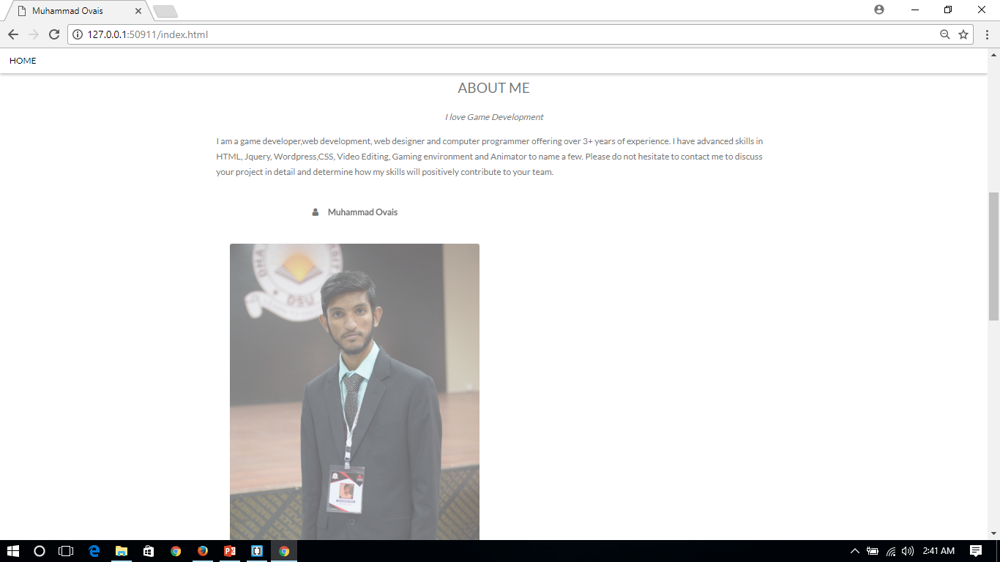 Muhammad Ovais
127.0.0.1:50911/index.html
HOME
ABOUT ME
I love Game Development
I am a game developer,web development, web designer and computer programmer offering over 3+ years of experience. I have advanced skills in
HTML, Jquery, Wordpress,CSS, Video Editing, Gaming environment and Animator to name a few. Please do not hesitate to contact me to discuss
your project in detail and determine how my skills will positively contribute to your team.
Muhammad Ovais
DHA
DSU
2:41 AM